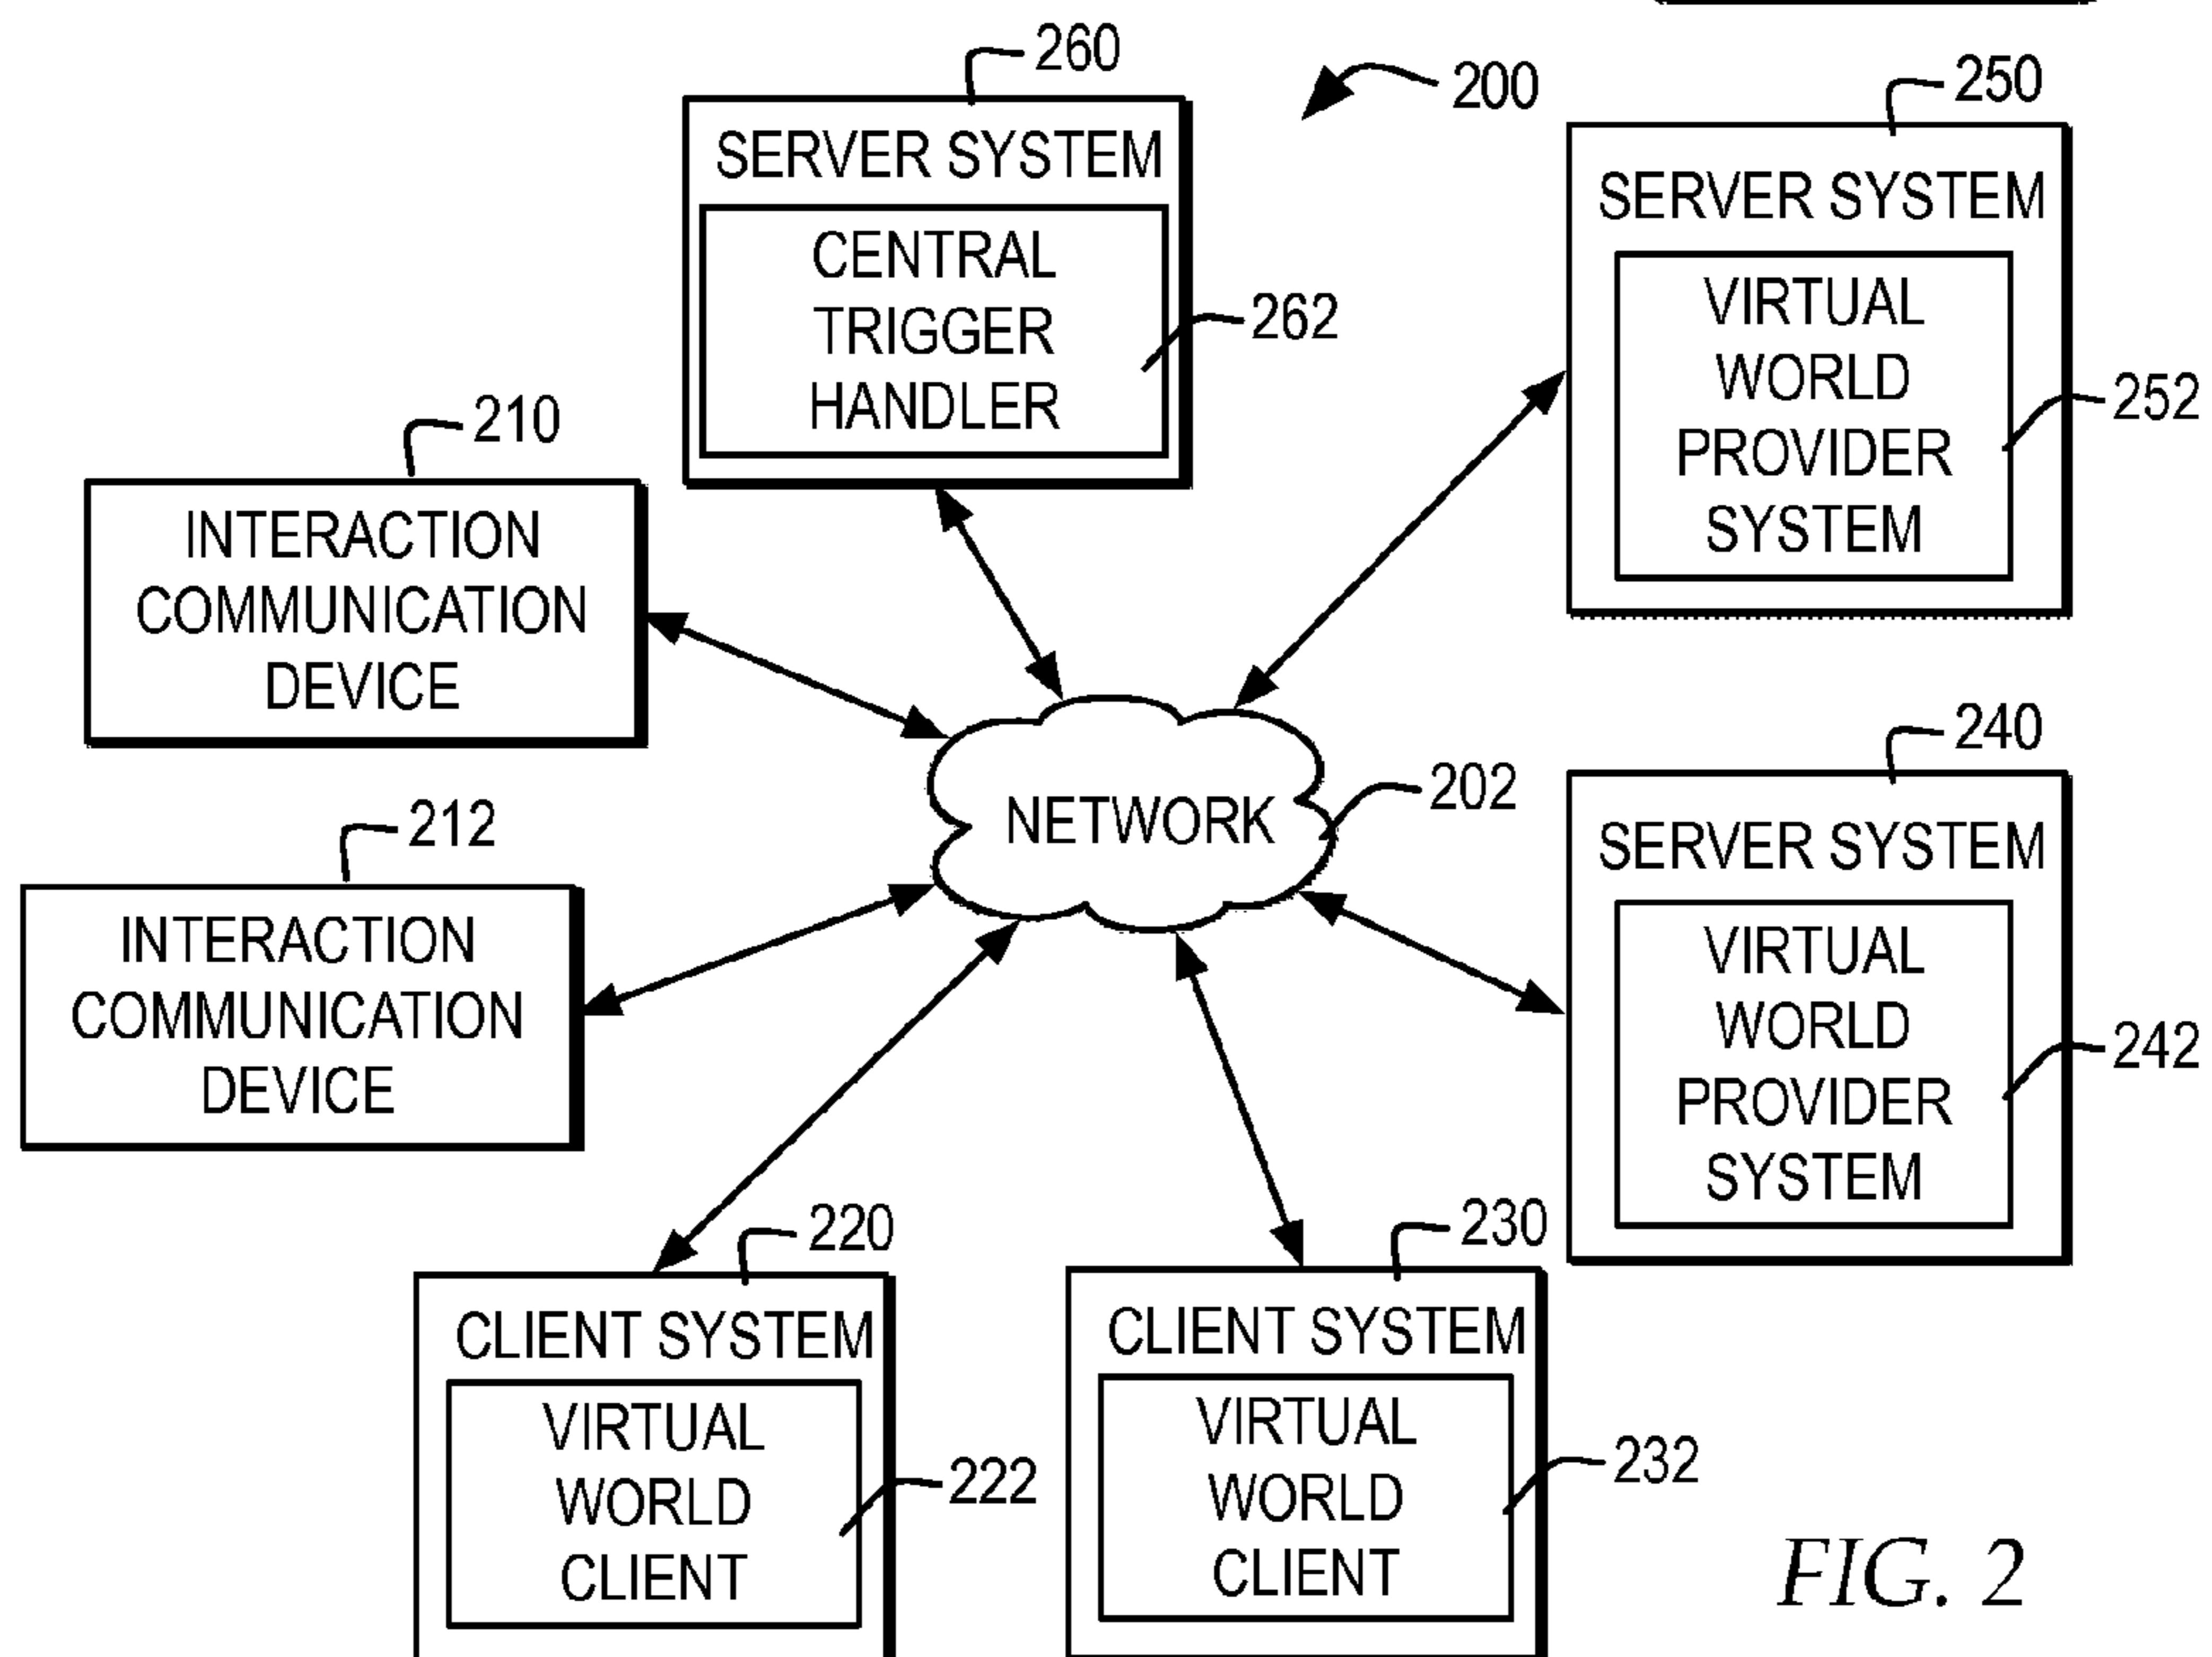 260
200
250
SERVER SYSTEM
CENTRAL
TRIGGER
HANDLER
262
SERVER SYSTEM
VIRTUAL
WORLD
PROVIDER
SYSTEM
252
210
INTERACTION
COMMUNICATION
DEVICE
NETWORK
202
240
SERVER SYSTEM
VIRTUAL
WORLD
PROVIDER
SYSTEM
242
212
INTERACTION
COMMUNICATION
DEVICE
220
CLIENT SYSTEM
VIRTUAL
WORLD
CLIENT
222
230
CLIENT SYSTEM
VIRTUAL
WORLD
CLIENT
232
FIG. 2